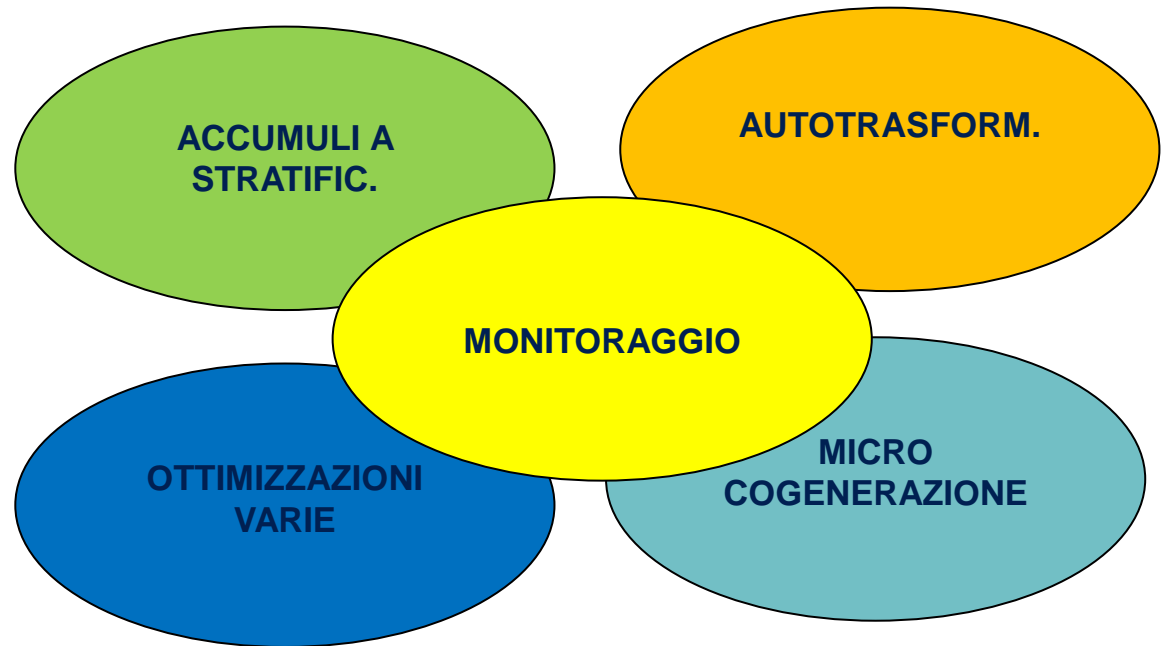 ACCUMULI A
STRATIFIC.
AUTOTRASFORM.
MONITORAGGIO
OTTIMIZZAZIONI
VARIE
MICRO
COGENERAZIONE